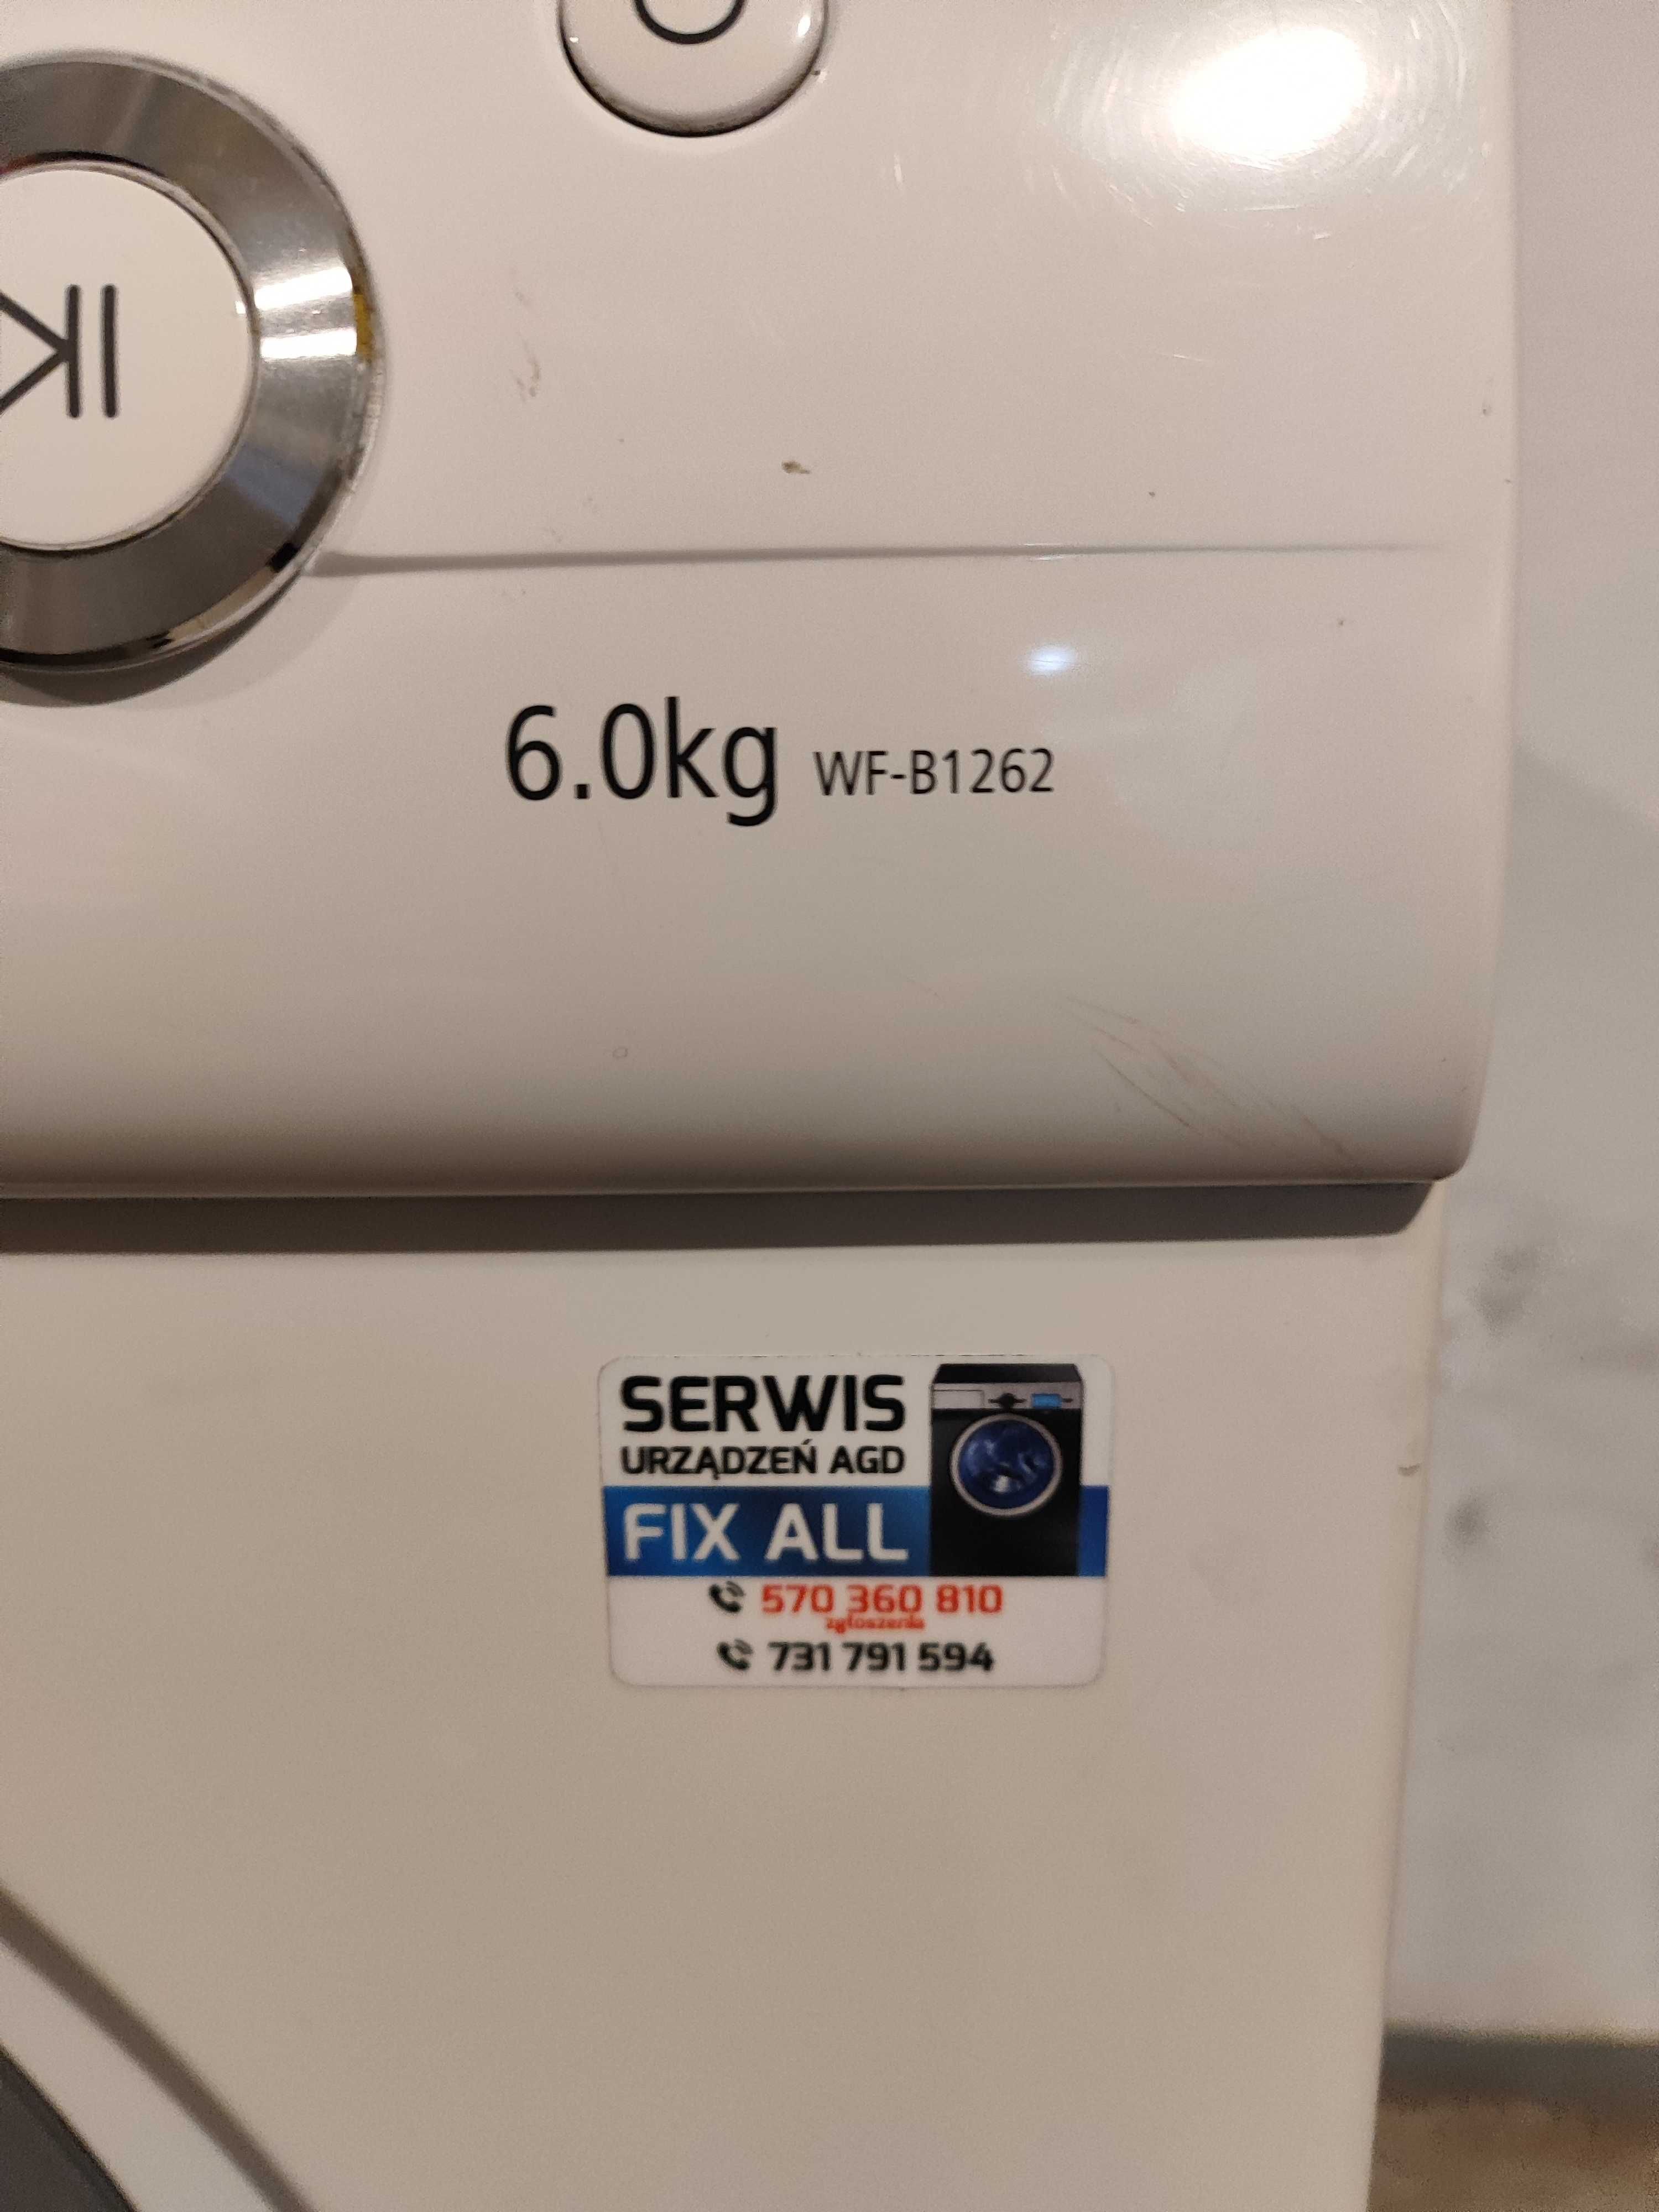 6.0kg WF-B1262
SERWIS
URZĄDZEŃ AGD
FIX ALL
570 360 810
zgłoszenia
731 791 594